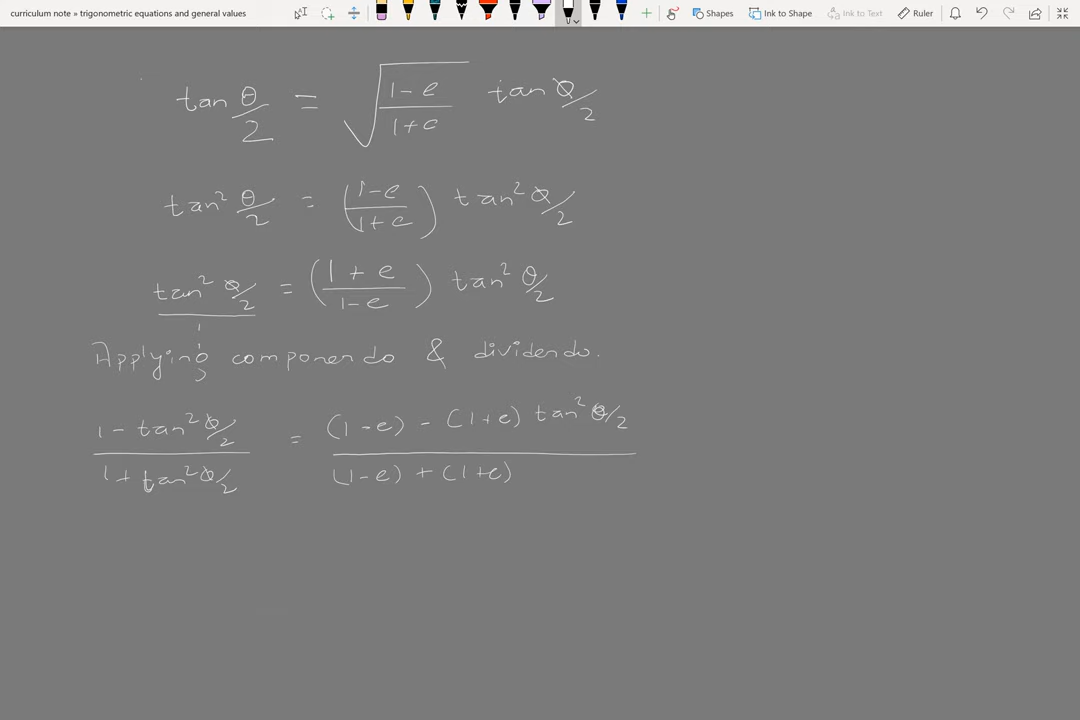 curriculum note » trigonometric equations and general values
Shapes Ink to Shape Ink to Text Ruler
tan θ/2 = √((1-e)/(1+e)) tan Φ/2
tan² θ/2 = ((1-e)/(1+e)) tan² Φ/2
tan² Φ/2 = ((1+e)/(1-e)) tan² θ/2
1
Applying componendo & dividendo.
(1 - tan² Φ/2)/(1 + tan² Φ/2) = ((1-e) - (1+e) tan² θ/2)/((1-e) + (1+e))